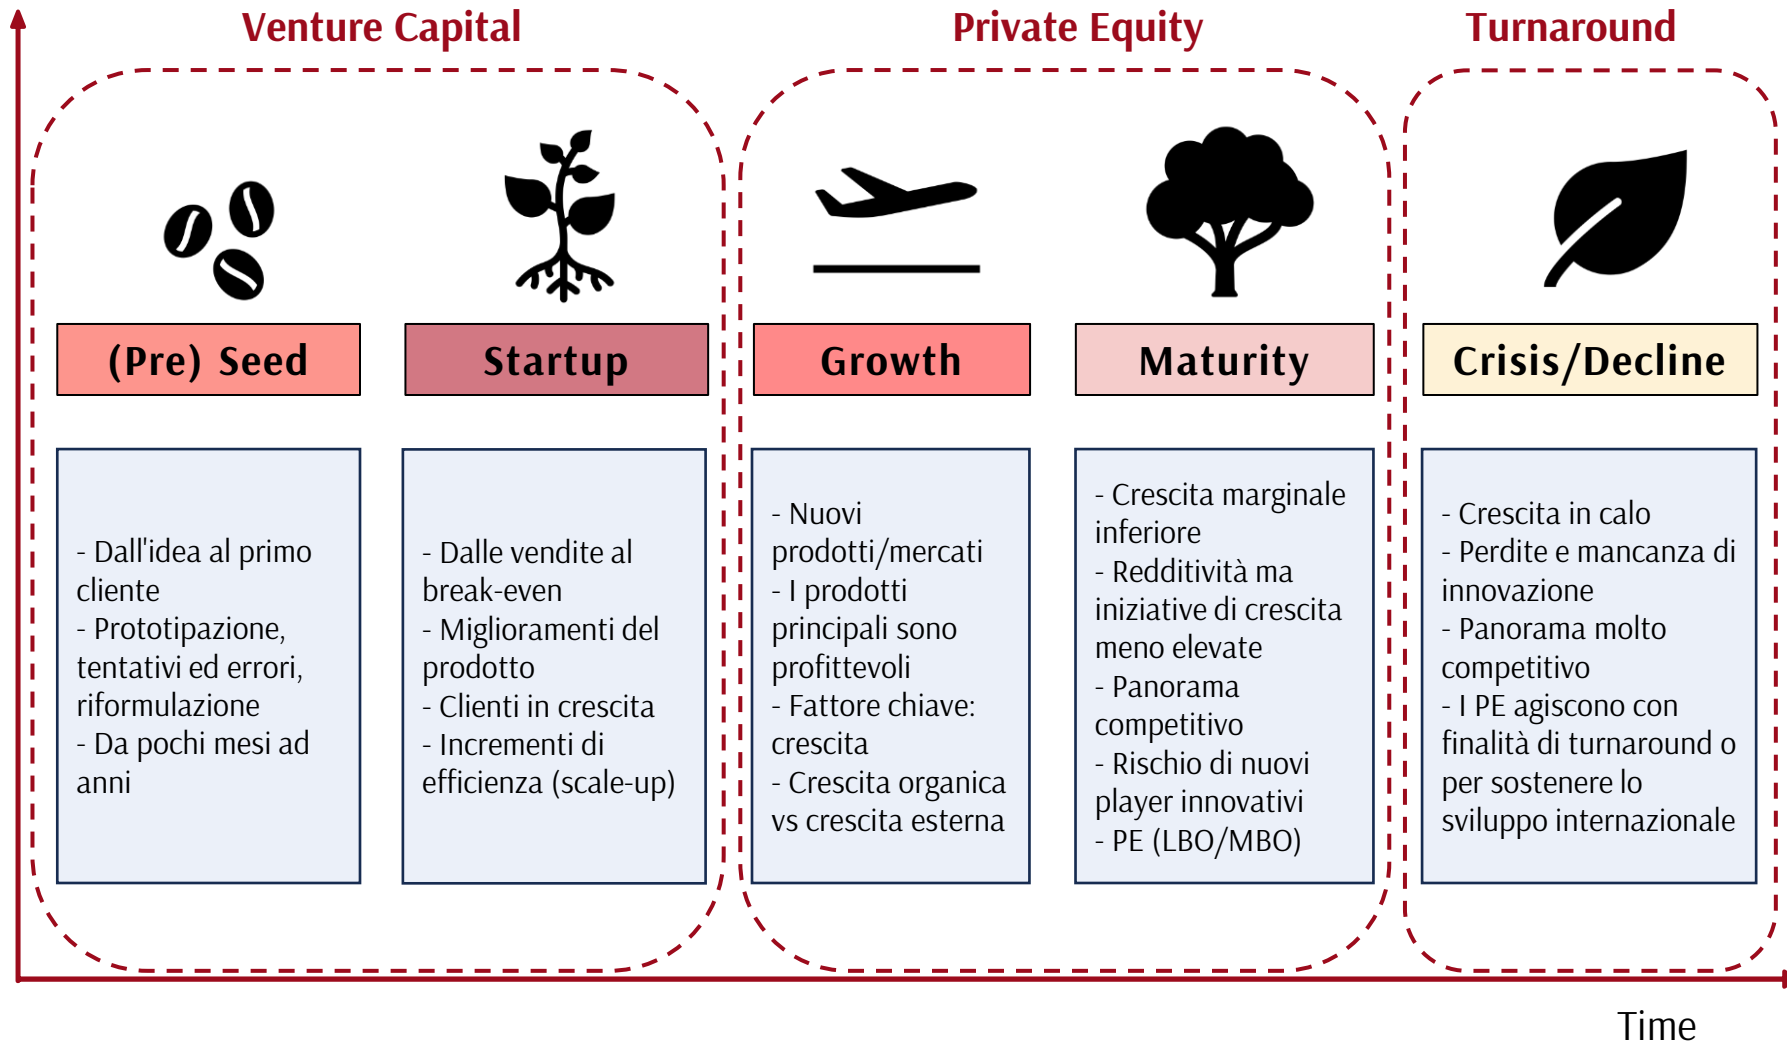 Venture Capital
Private Equity
Turnaround
(Pre) Seed
Startup
Growth
Maturity
Crisis/Decline
- Dall'idea al primo
cliente
- Prototipazione,
tentativi ed errori,
riformulazione
- Da pochi mesi ad
anni
- Dalle vendite al
break-even
- Miglioramenti del
prodotto
- Clienti in crescita
- Incrementi di
efficienza (scale-up)
- Nuovi
prodotti/mercati
- I prodotti
principali sono
profittevoli
- Fattore chiave:
crescita
- Crescita organica
vs crescita esterna
- Crescita marginale
inferiore
- Redditività ma
iniziative di crescita
meno elevate
- Panorama
competitivo
- Rischio di nuovi
player innovativi
- PE (LBO/MBO)
- Crescita in calo
- Perdite e mancanza di
innovazione
- Panorama molto
competitivo
- I PE agiscono con
finalità di turnaround o
per sostenere lo
sviluppo internazionale
Time